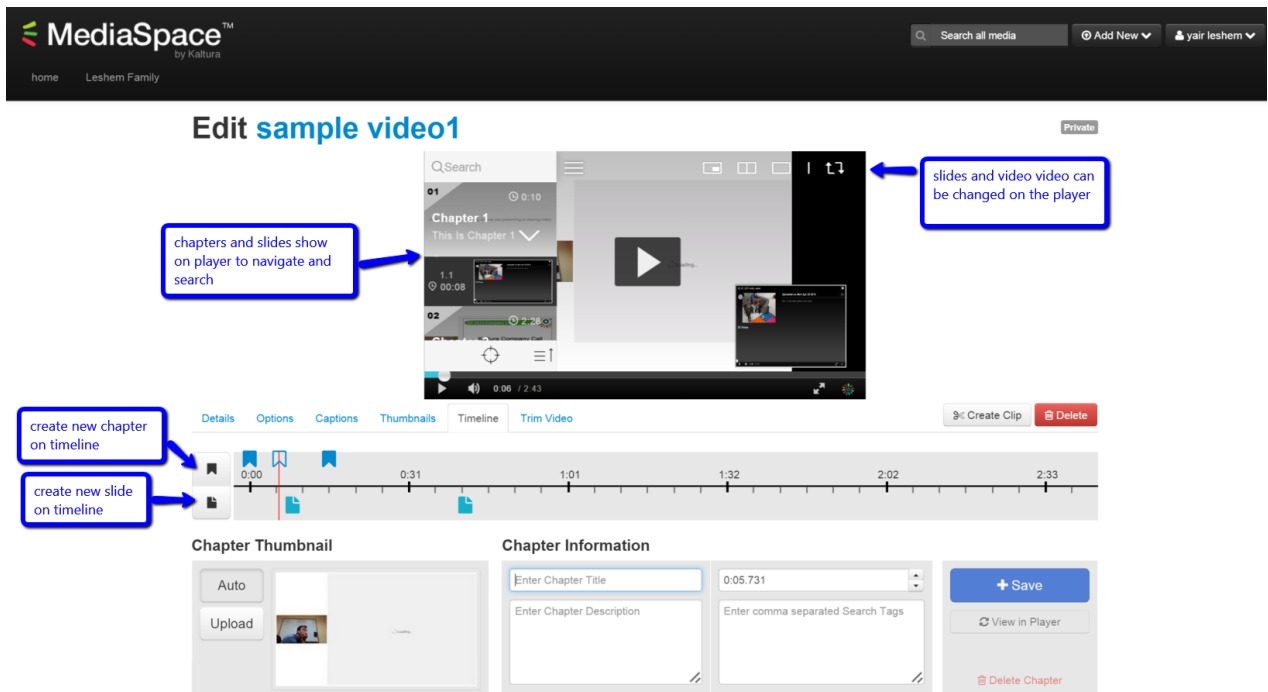 MediaSpace™
by Kaltura
Search all media
Add New
yair leshem
home
Leshem Family
Edit sample video1
Private
Search
01
0:10
Chapter 1
This Is Chapter 1
1.1
00:08
02
2:28
0:06 / 2:43
slides and video video can
be changed on the player
chapters and slides show
on player to navigate and
search
Details
Options
Captions
Thumbnails
Timeline
Trim Video
Create Clip
Delete
create new chapter
on timeline
create new slide
on timeline
0:00
0:31
1:01
1:32
2:02
2:33
Chapter Thumbnail
Chapter Information
Auto
Upload
Enter Chapter Title
0:05.731
Enter Chapter Description
Enter comma separated Search Tags
Save
View in Player
Delete Chapter